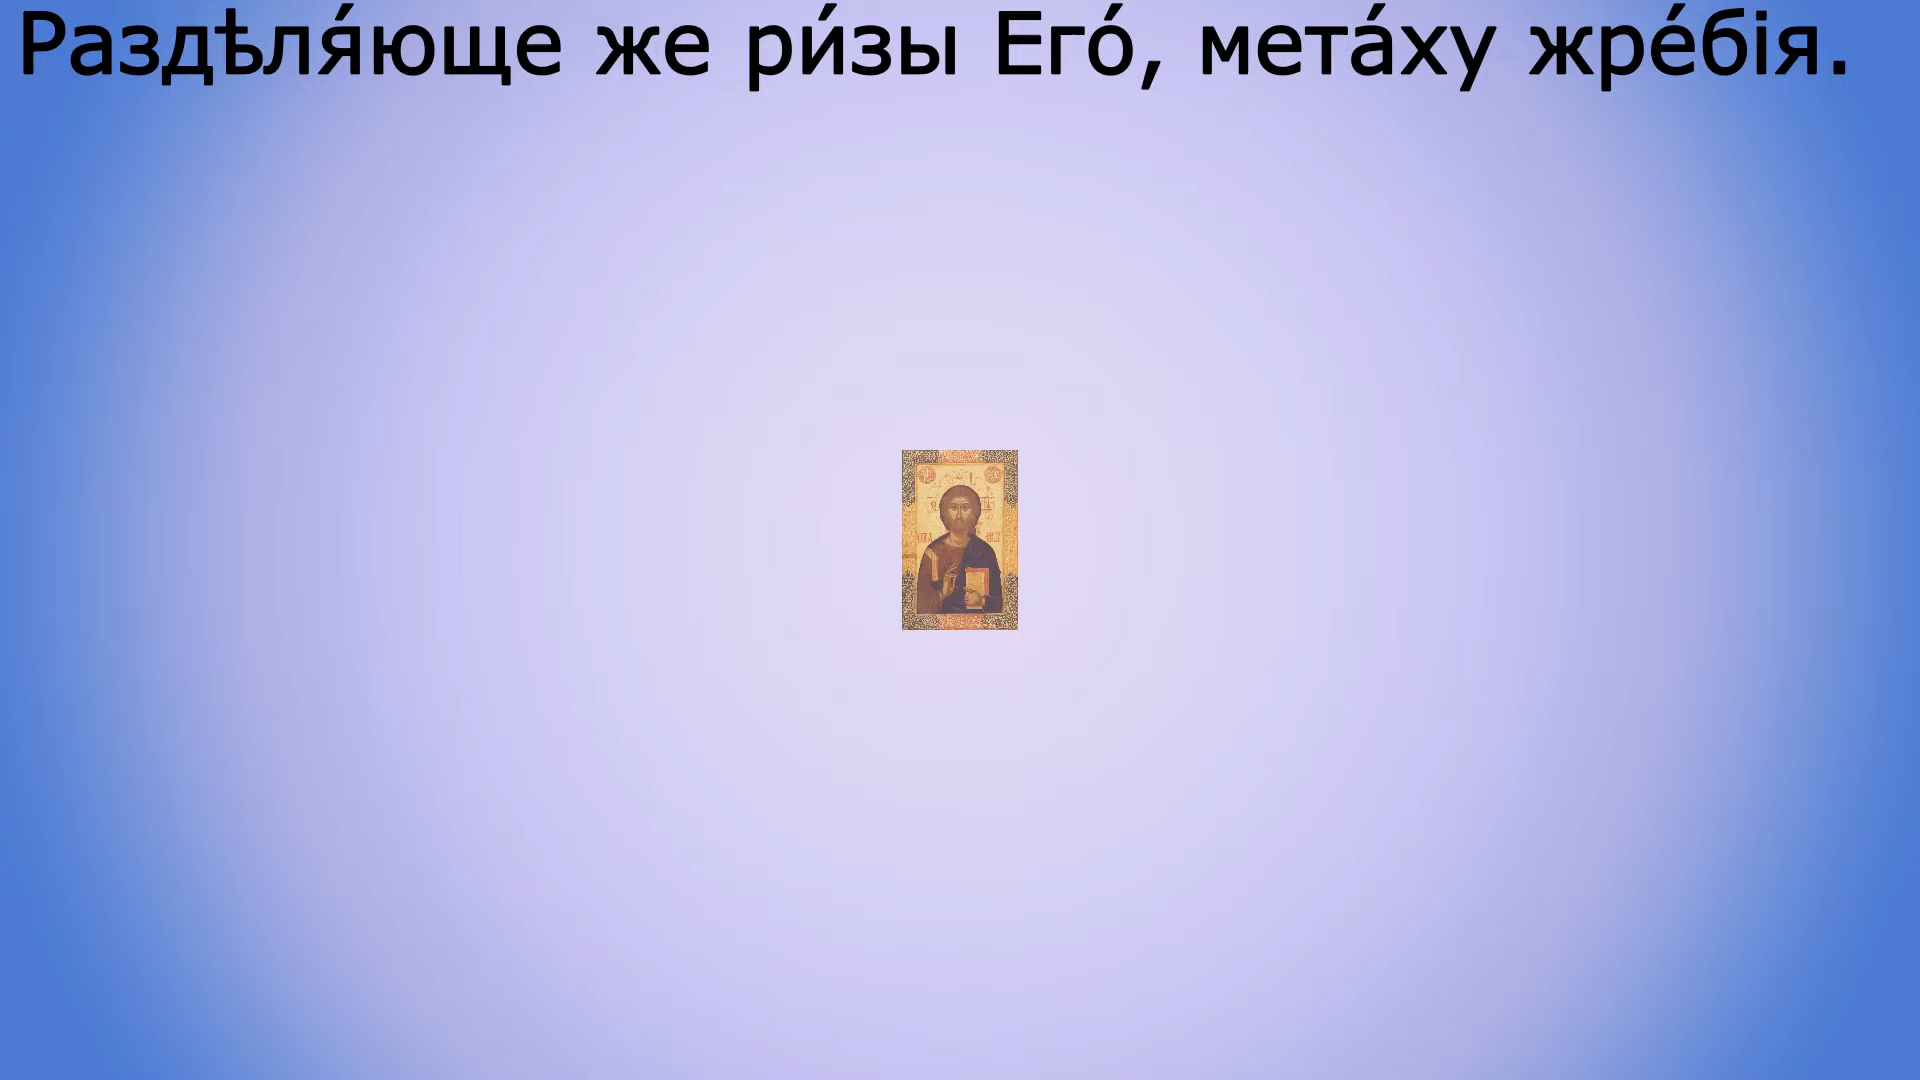 Раздѣля́юще же ри́зы Его́, мета́ху жре́бія.